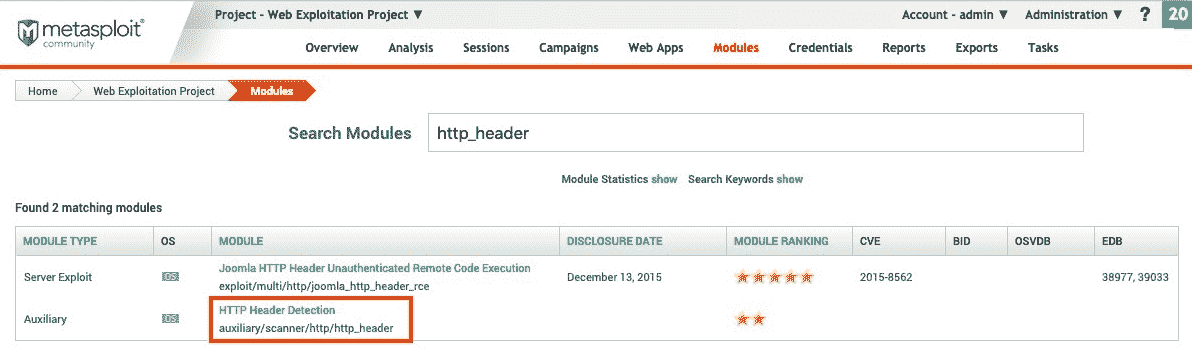 Project - Web Exploitation Project ▼ Account - admin ▼ Administration ▼ ? 20
metasploit®
community
Overview Analysis Sessions Campaigns Web Apps Modules Credentials Reports Exports Tasks
Home Web Exploitation Project Modules
Search Modules http_header
Module Statistics show Search Keywords show
Found 2 matching modules
MODULE TYPE OS MODULE DISCLOSURE DATE MODULE RANKING CVE BID OSVDB EDB
Server Exploit OS Joomla HTTP Header Unauthenticated Remote Code Execution December 13, 2015 2015-8562 38977, 39033
exploit/multi/http/joomla_http_header_rce
Auxiliary OS HTTP Header Detection
auxiliary/scanner/http/http_header